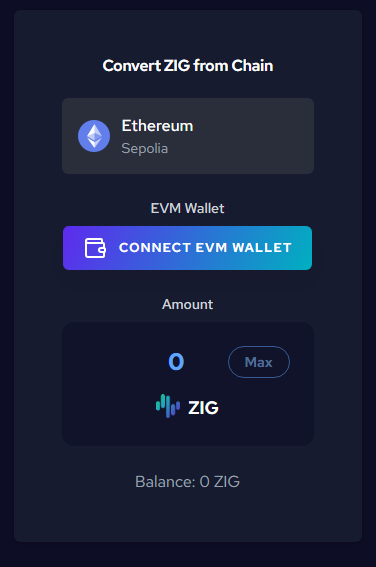 Convert ZIG from Chain
Ethereum
Sepolia
EVM Wallet
CONNECT EVM WALLET
Amount
0
Max
ZIG
Balance: 0 ZIG